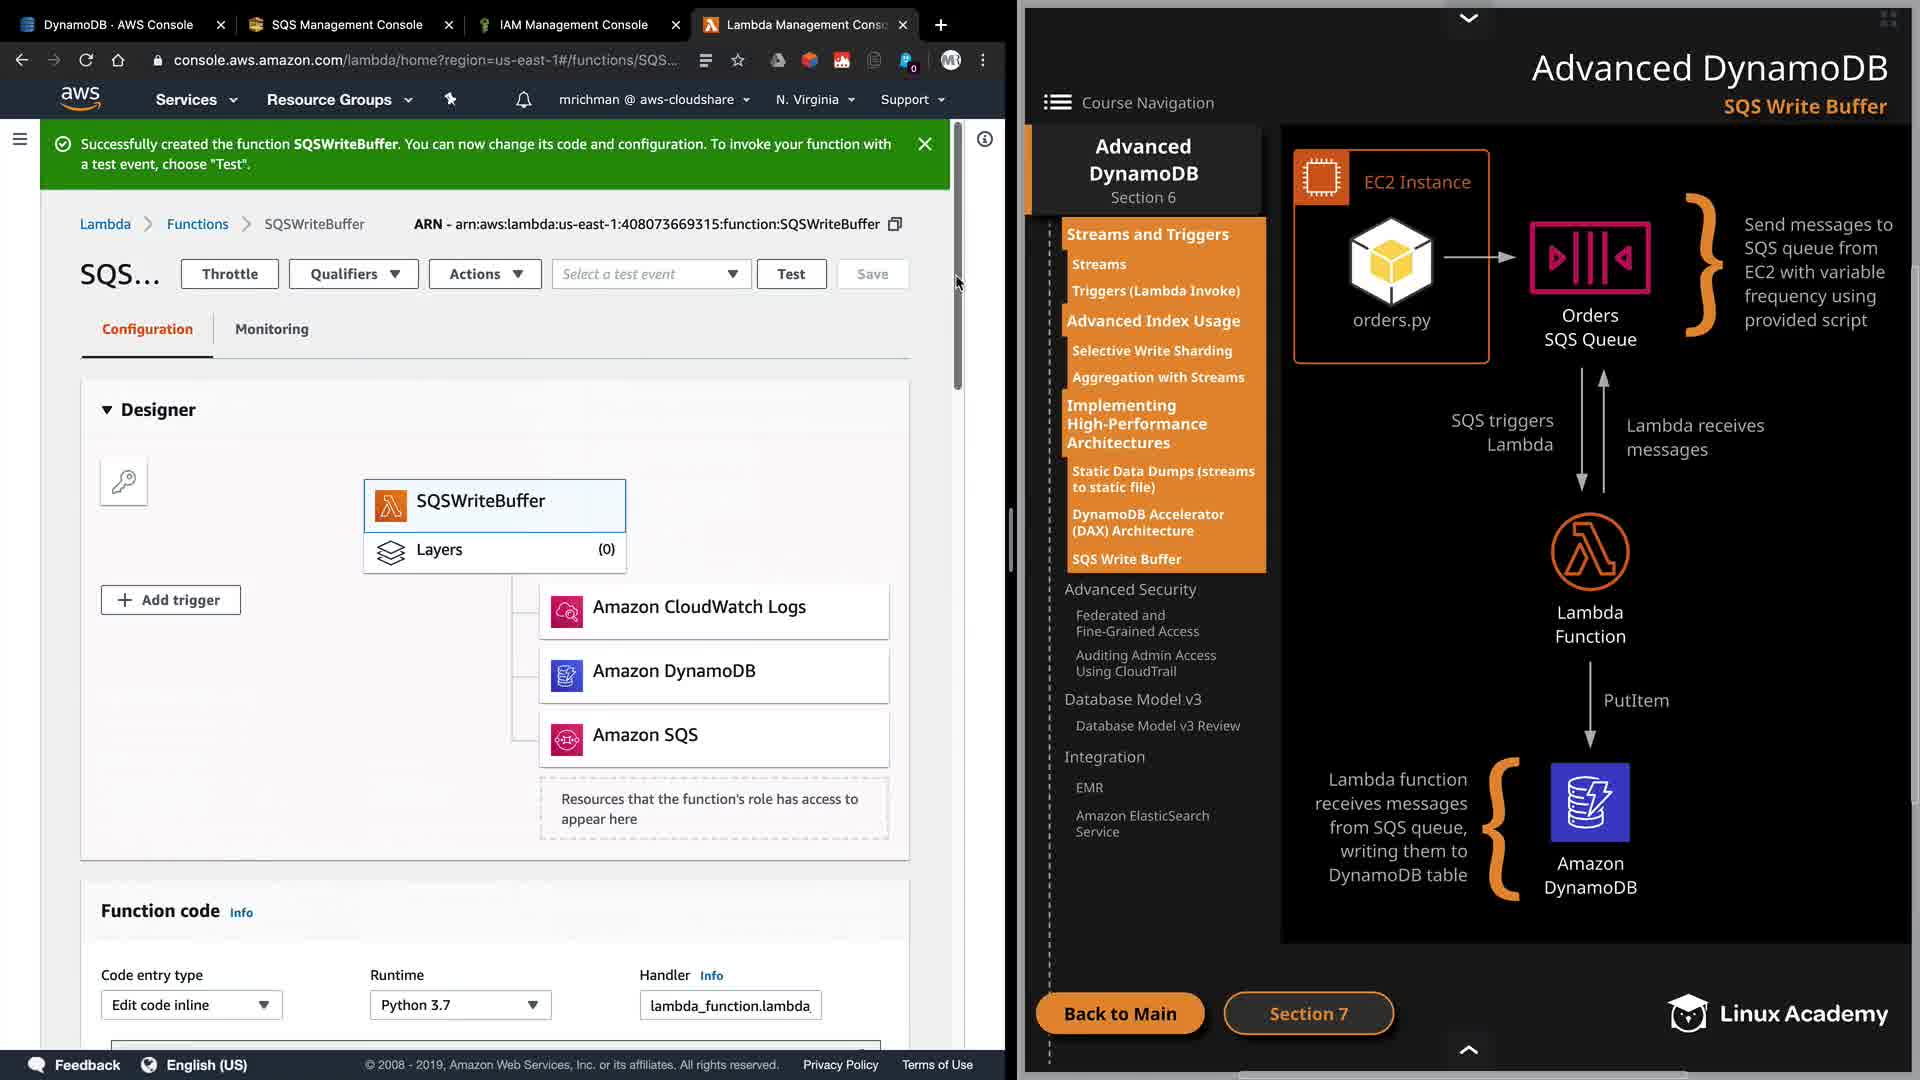 DynamoDB · AWS Console
SQS Management Console
IAM Management Console
Lambda Management Conso
console.aws.amazon.com/lambda/home?region=us-east-1#/functions/SQS...
0
aws
Services
Resource Groups
mrichman @ aws-cloudshare
N. Virginia
Support
Successfully created the function SQSWriteBuffer. You can now change its code and configuration. To invoke your function with
a test event, choose "Test".
Lambda
Functions
SQSWriteBuffer
ARN - arn:aws:lambda:us-east-1:408073669315:function:SQSWriteBuffer
SQS...
Throttle
Qualifiers
Actions
Select a test event
Test
Save
Configuration
Monitoring
Designer
SQSWriteBuffer
Layers
(0)
Add trigger
Amazon CloudWatch Logs
Amazon DynamoDB
Amazon SQS
Resources that the function's role has access to
appear here
Function code
Info
Code entry type
Runtime
Handler
Info
Edit code inline
Python 3.7
lambda_function.lambda_
Feedback
English (US)
© 2008 - 2019, Amazon Web Services, Inc. or its affiliates. All rights reserved.
Privacy Policy
Terms of Use
Advanced DynamoDB
SQS Write Buffer
Course Navigation
Advanced
DynamoDB
Section 6
Streams and Triggers
Streams
Triggers (Lambda Invoke)
Advanced Index Usage
Selective Write Sharding
Aggregation with Streams
Implementing
High-Performance
Architectures
Static Data Dumps (streams
to static file)
DynamoDB Accelerator
(DAX) Architecture
SQS Write Buffer
Advanced Security
Federated and
Fine-Grained Access
Auditing Admin Access
Using CloudTrail
Database Model v3
Database Model v3 Review
Integration
EMR
Amazon ElasticSearch
Service
EC2 Instance
orders.py
Orders
SQS Queue
Send messages to
SQS queue from
EC2 with variable
frequency using
provided script
SQS triggers
Lambda
Lambda receives
messages
Lambda
Function
PutItem
Lambda function
receives messages
from SQS queue,
writing them to
DynamoDB table
Amazon
DynamoDB
Back to Main
Section 7
Linux Academy